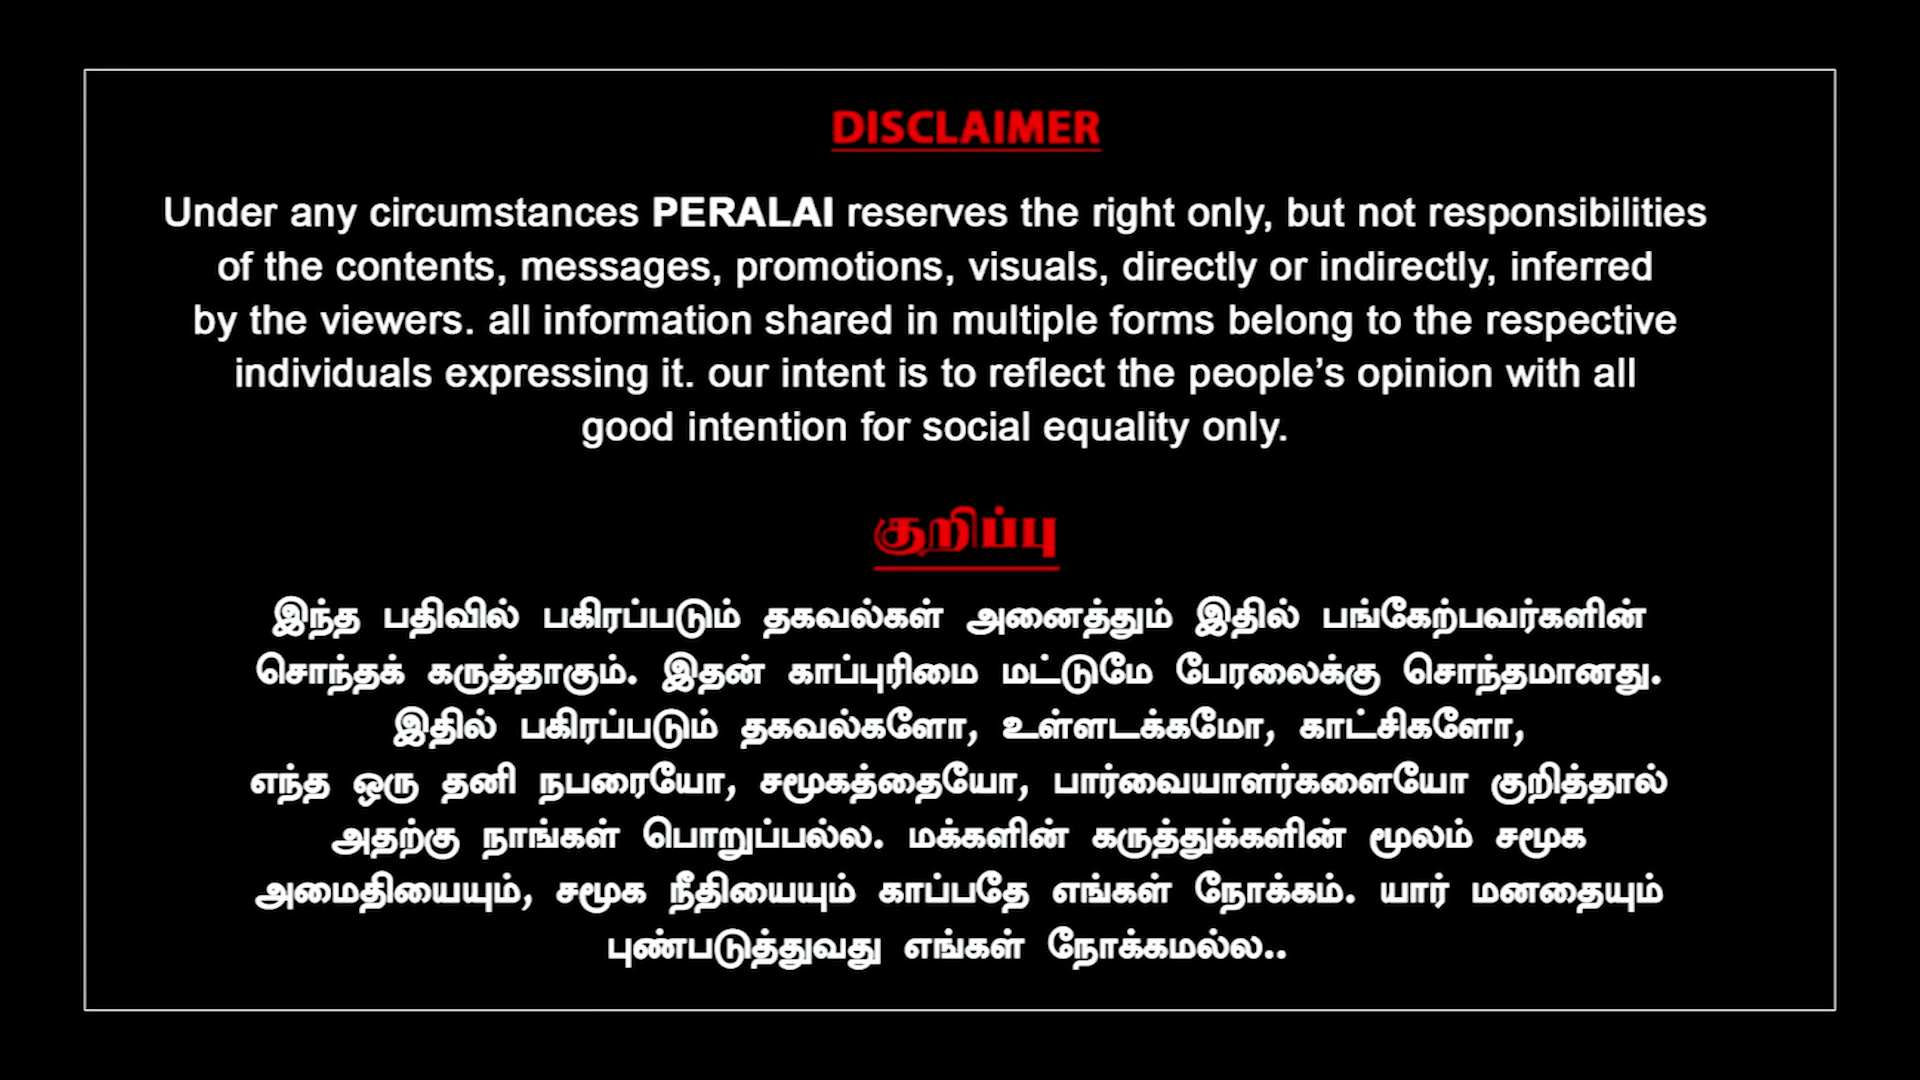 DISCLAIMER
Under any circumstances PERALAI reserves the right only, but not responsibilities
of the contents, messages, promotions, visuals, directly or indirectly, inferred
by the viewers. all information shared in multiple forms belong to the respective
individuals expressing it. our intent is to reflect the people’s opinion with all
good intention for social equality only.
குறிப்பு
இந்த பதிவில் பகிரப்படும் தகவல்கள் அனைத்தும் இதில் பங்கேற்பவர்களின்
சொந்தக் கருத்தாகும். இதன் காப்புரிமை மட்டுமே பேரலைக்கு சொந்தமானது.
இதில் பகிரப்படும் தகவல்களோ, உள்ளடக்கமோ, காட்சிகளோ,
எந்த ஒரு தனி நபரையோ, சமூகத்தையோ, பார்வையாளர்களையோ குறித்தால்
அதற்கு நாங்கள் பொறுப்பல்ல. மக்களின் கருத்துக்களின் மூலம் சமூக
அமைதியையும், சமூக நீதியையும் காப்பதே எங்கள் நோக்கம். யார் மனதையும்
புண்படுத்துவது எங்கள் நோக்கமல்ல..